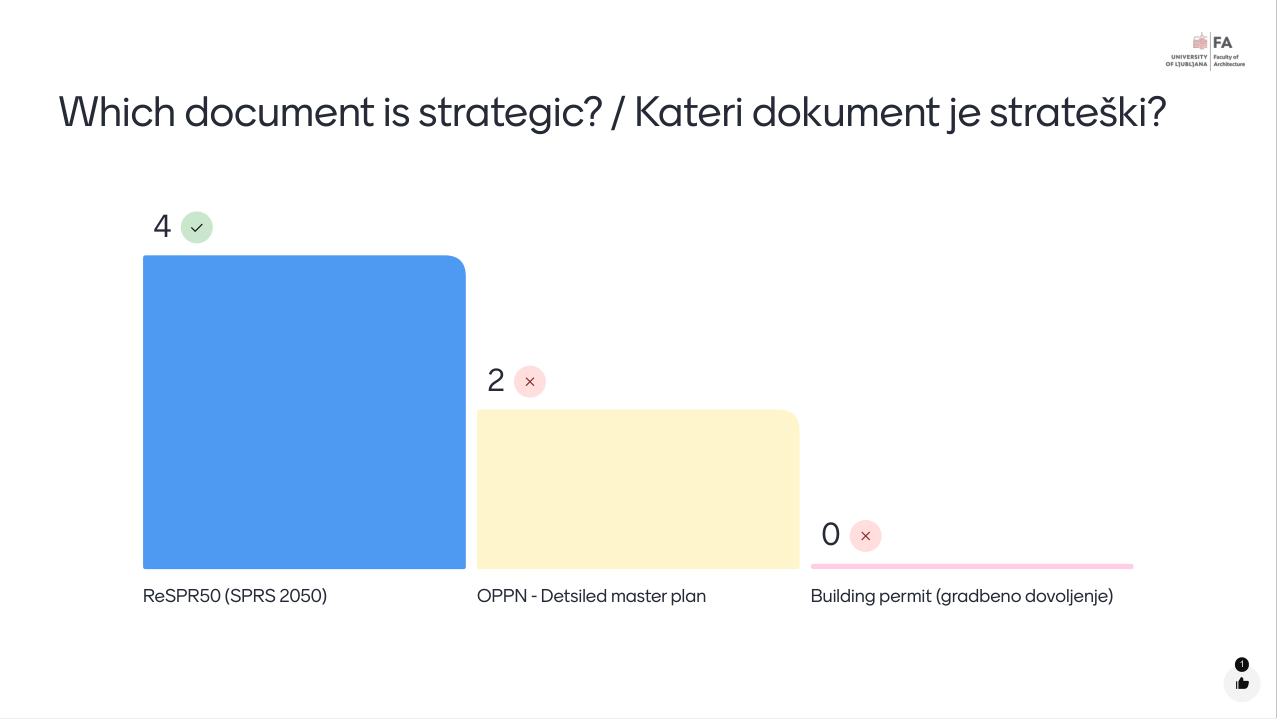 FA
UNIVERSITY
OF LJUBLJANA
Faculty of
Architecture
Which document is strategic? / Kateri dokument je strateški?
4
2
0
ReSPR50 (SPRS 2050)
OPPN - Detsiled master plan
Building permit (gradbeno dovoljenje)
1